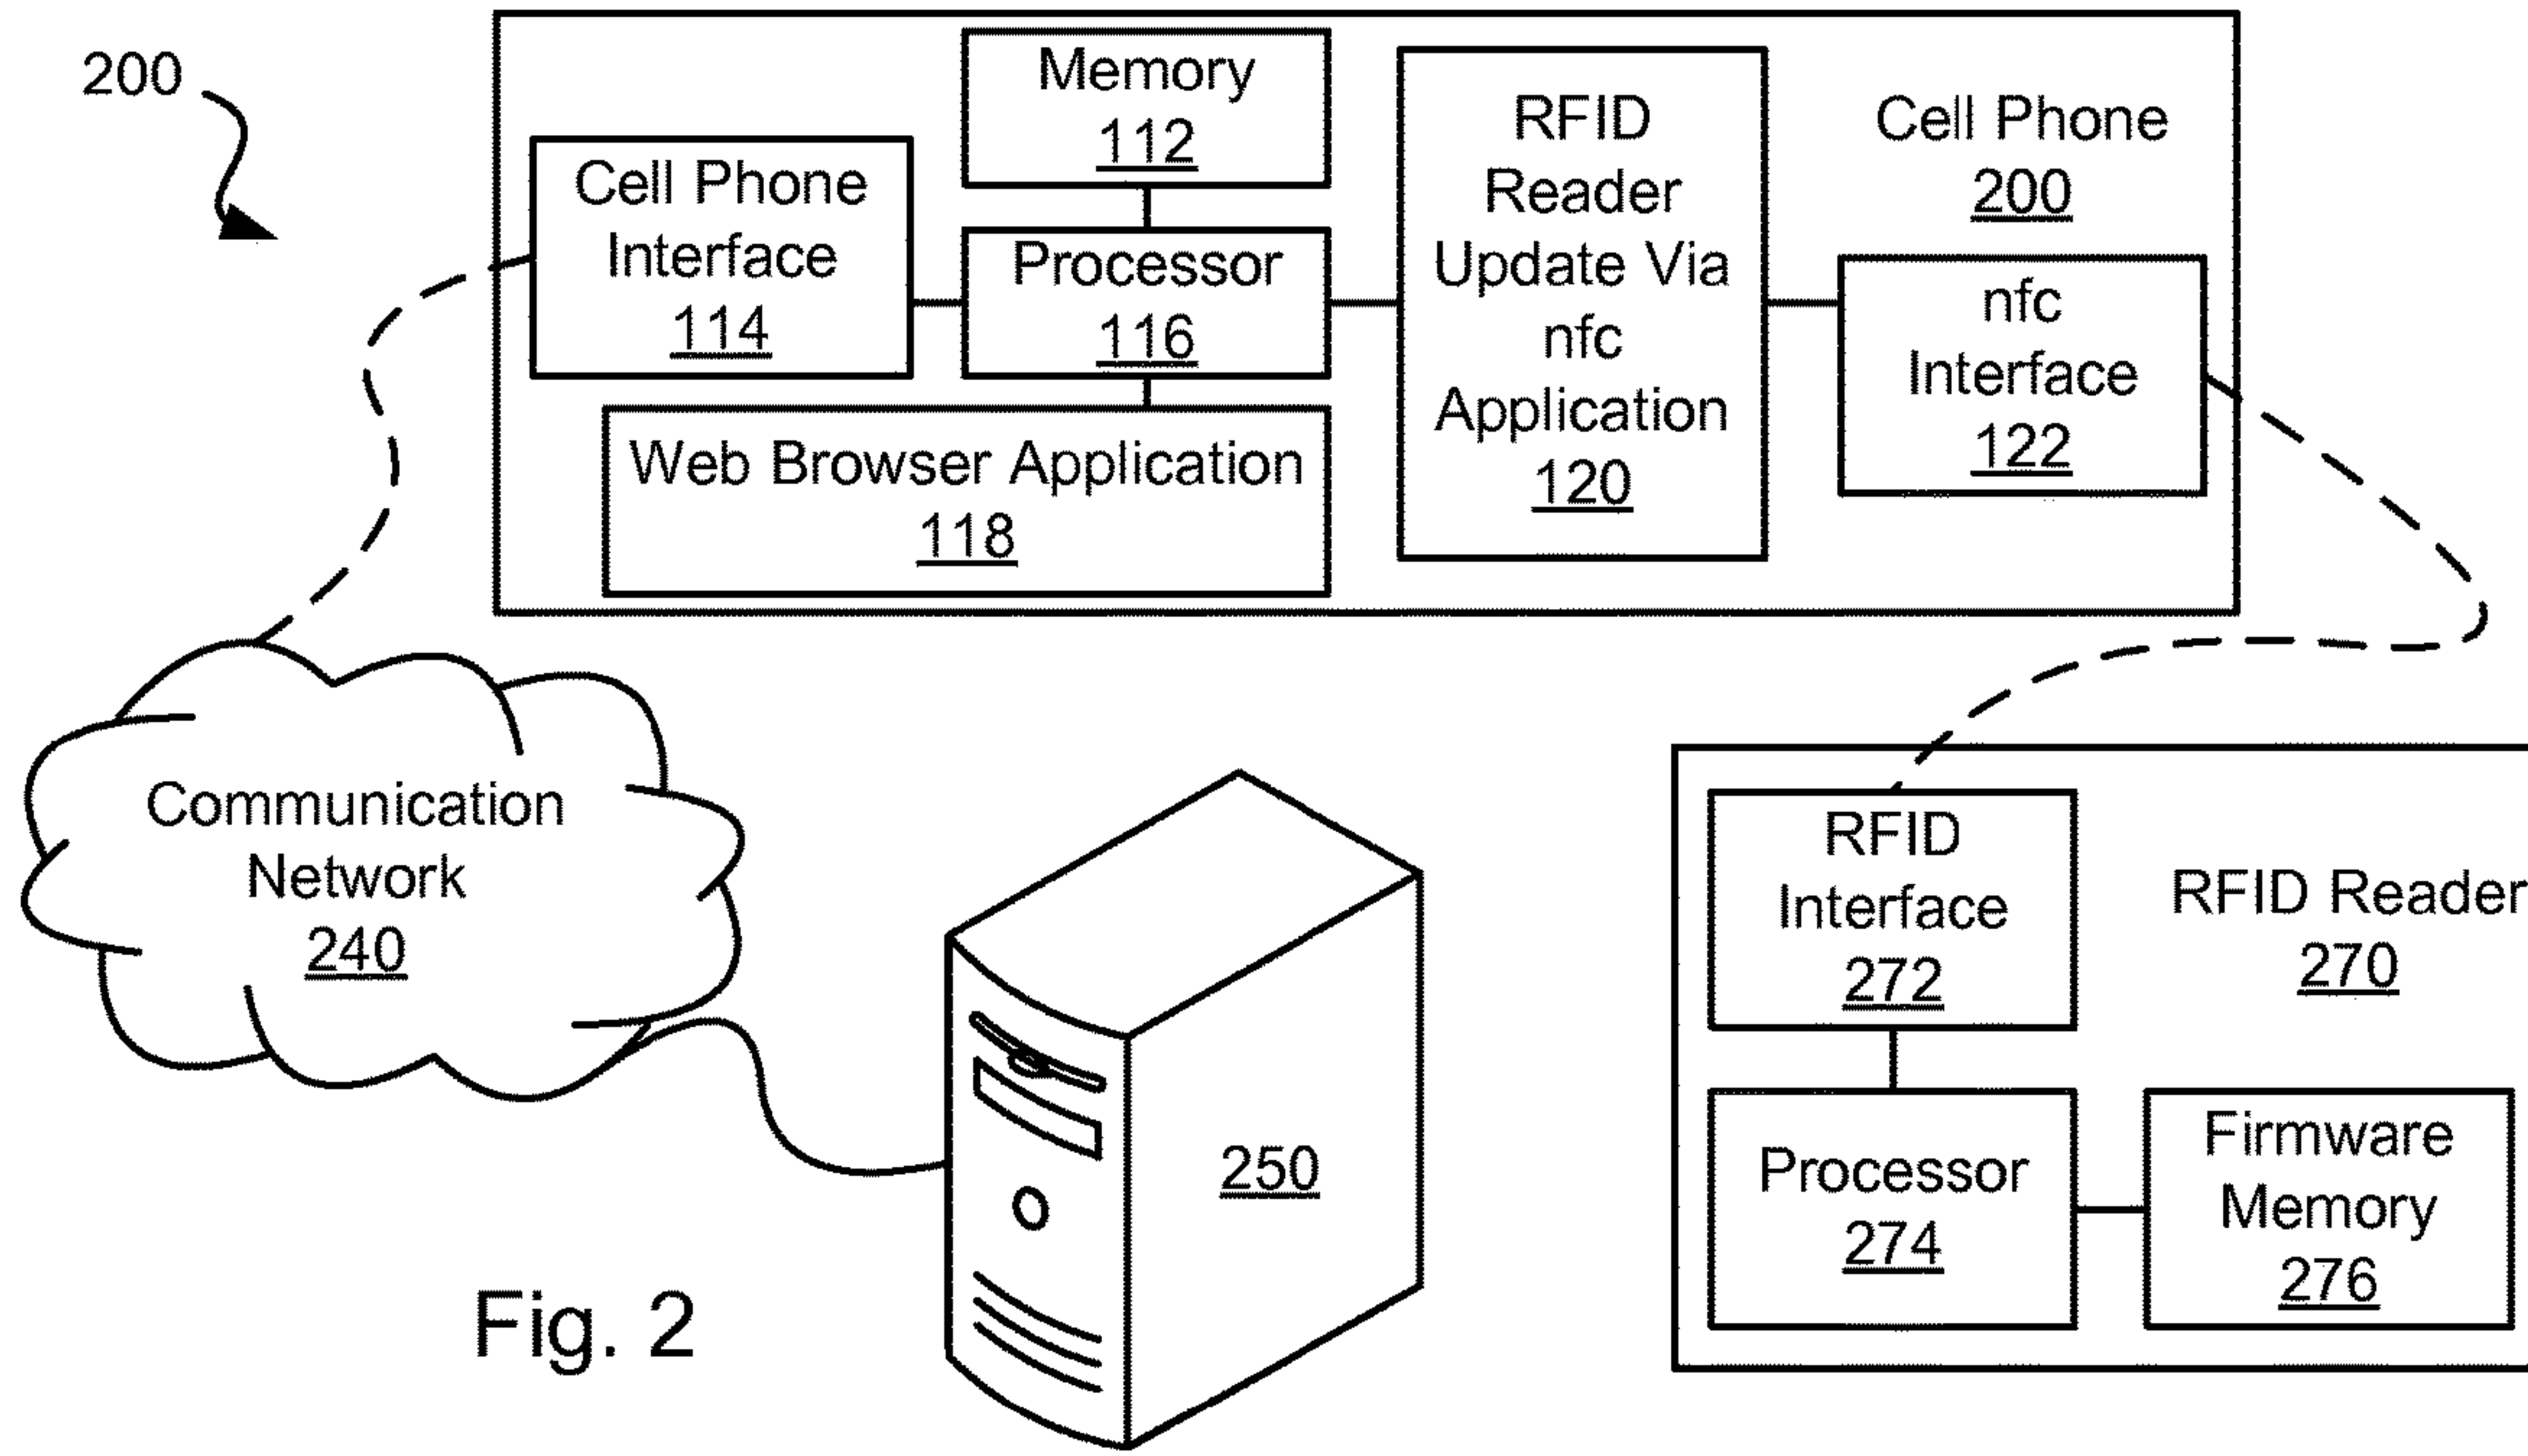 200
Memory
112
Cell Phone
Interface
114
Processor
116
Web Browser Application
118
RFID
Reader
Update Via
nfc
Application
120
Cell Phone
200
nfc
Interface
122
Communication
Network
240
250
RFID
Interface
272
RFID Reader
270
Processor
274
Firmware
Memory
276
Fig. 2